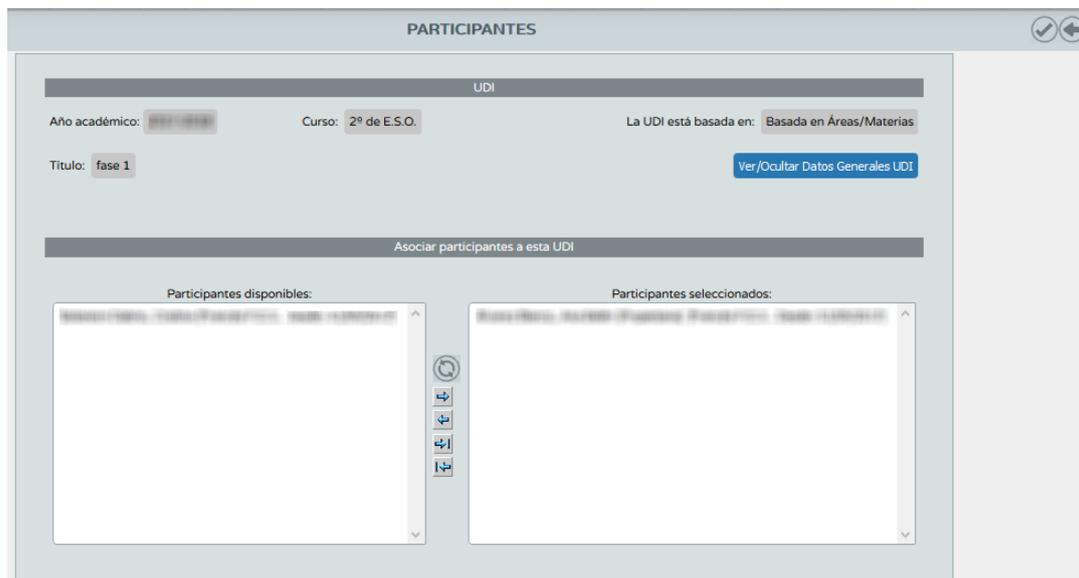 PARTICIPANTES
UDI
Año académico: Curso: 2º de E.S.O. La UDI está basada en: Basada en Áreas/Materias
Título: fase 1 Ver/Ocultar Datos Generales UDI
Asociar participantes a esta UDI
Participantes disponibles: Participantes seleccionados: